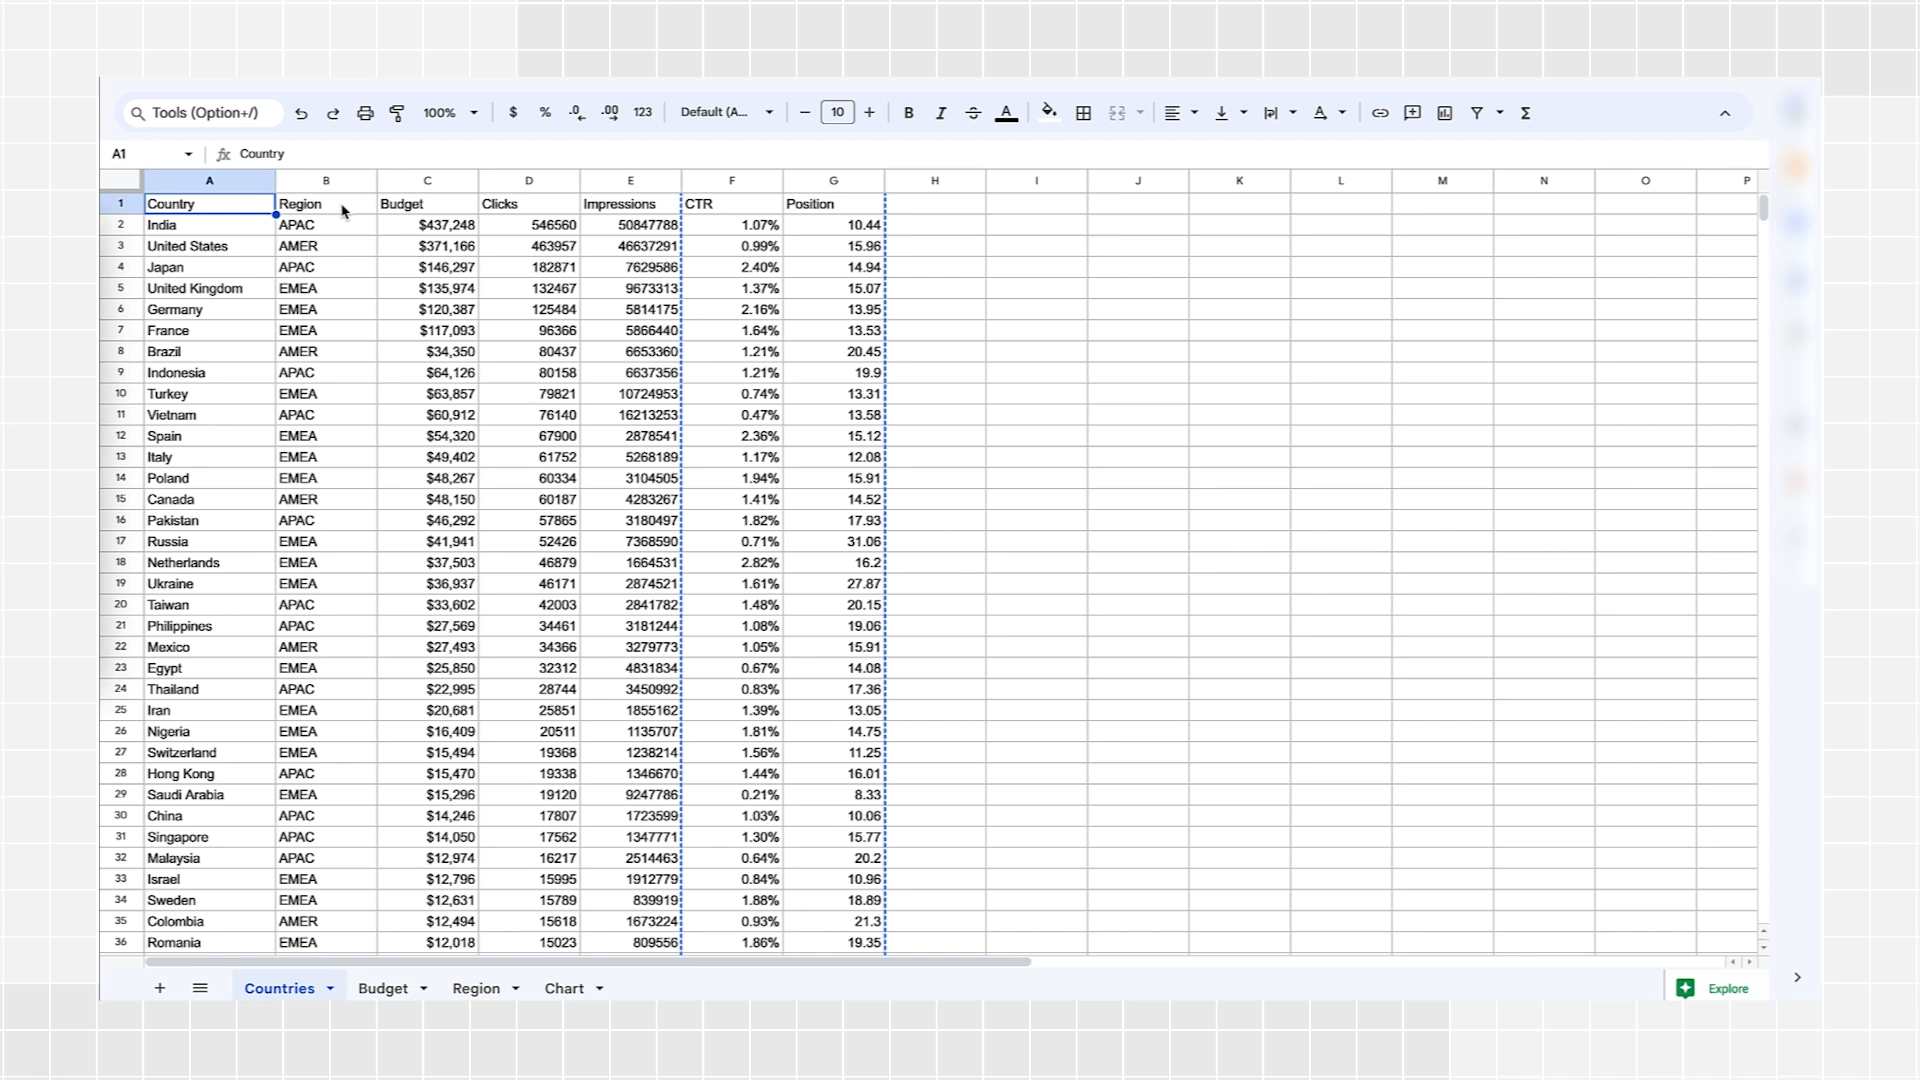 Tools (Option+/) 100% $ % .0 .00 123 Default (A... − 10 + B I S A A Σ
A1 fx Country
A B C D E F G H I J K L M N O P
1 Country Region Budget Clicks Impressions CTR Position
2 India APAC $437,248 546560 50847788 1.07% 10.44
3 United States AMER $371,166 463957 46637291 0.99% 15.96
4 Japan APAC $146,297 182871 7629586 2.40% 14.94
5 United Kingdom EMEA $135,974 132467 9673313 1.37% 15.07
6 Germany EMEA $120,387 125484 5814175 2.16% 13.95
7 France EMEA $117,093 96366 5866440 1.64% 13.53
8 Brazil AMER $34,350 80437 6653360 1.21% 20.45
9 Indonesia APAC $64,126 80158 6637356 1.21% 19.9
10 Turkey EMEA $63,857 79821 10724953 0.74% 13.31
11 Vietnam APAC $60,912 76140 16213253 0.47% 13.58
12 Spain EMEA $54,320 67900 2878541 2.36% 15.12
13 Italy EMEA $49,402 61752 5268189 1.17% 12.08
14 Poland EMEA $48,267 60334 3104505 1.94% 15.91
15 Canada AMER $48,150 60187 4283267 1.41% 14.52
16 Pakistan APAC $46,292 57865 3180497 1.82% 17.93
17 Russia EMEA $41,941 52426 7368590 0.71% 31.06
18 Netherlands EMEA $37,503 46879 1664531 2.82% 16.2
19 Ukraine EMEA $36,937 46171 2874521 1.61% 27.87
20 Taiwan APAC $33,602 42003 2841782 1.48% 20.15
21 Philippines APAC $27,569 34461 3181244 1.08% 19.06
22 Mexico AMER $27,493 34366 3279773 1.05% 15.91
23 Egypt EMEA $25,850 32312 4831834 0.67% 14.08
24 Thailand APAC $22,995 28744 3450992 0.83% 17.36
25 Iran EMEA $20,681 25851 1855162 1.39% 13.05
26 Nigeria EMEA $16,409 20511 1135707 1.81% 14.75
27 Switzerland EMEA $15,494 19368 1238214 1.56% 11.25
28 Hong Kong APAC $15,470 19338 1346670 1.44% 16.01
29 Saudi Arabia EMEA $15,296 19120 9247786 0.21% 8.33
30 China APAC $14,246 17807 1723599 1.03% 10.06
31 Singapore APAC $14,050 17562 1347771 1.30% 15.77
32 Malaysia APAC $12,974 16217 2514463 0.64% 20.2
33 Israel EMEA $12,796 15995 1912779 0.84% 10.96
34 Sweden EMEA $12,631 15789 839919 1.88% 18.89
35 Colombia AMER $12,494 15618 1673224 0.93% 21.3
36 Romania EMEA $12,018 15023 809556 1.86% 19.35
+ Countries Budget Region Chart Explore